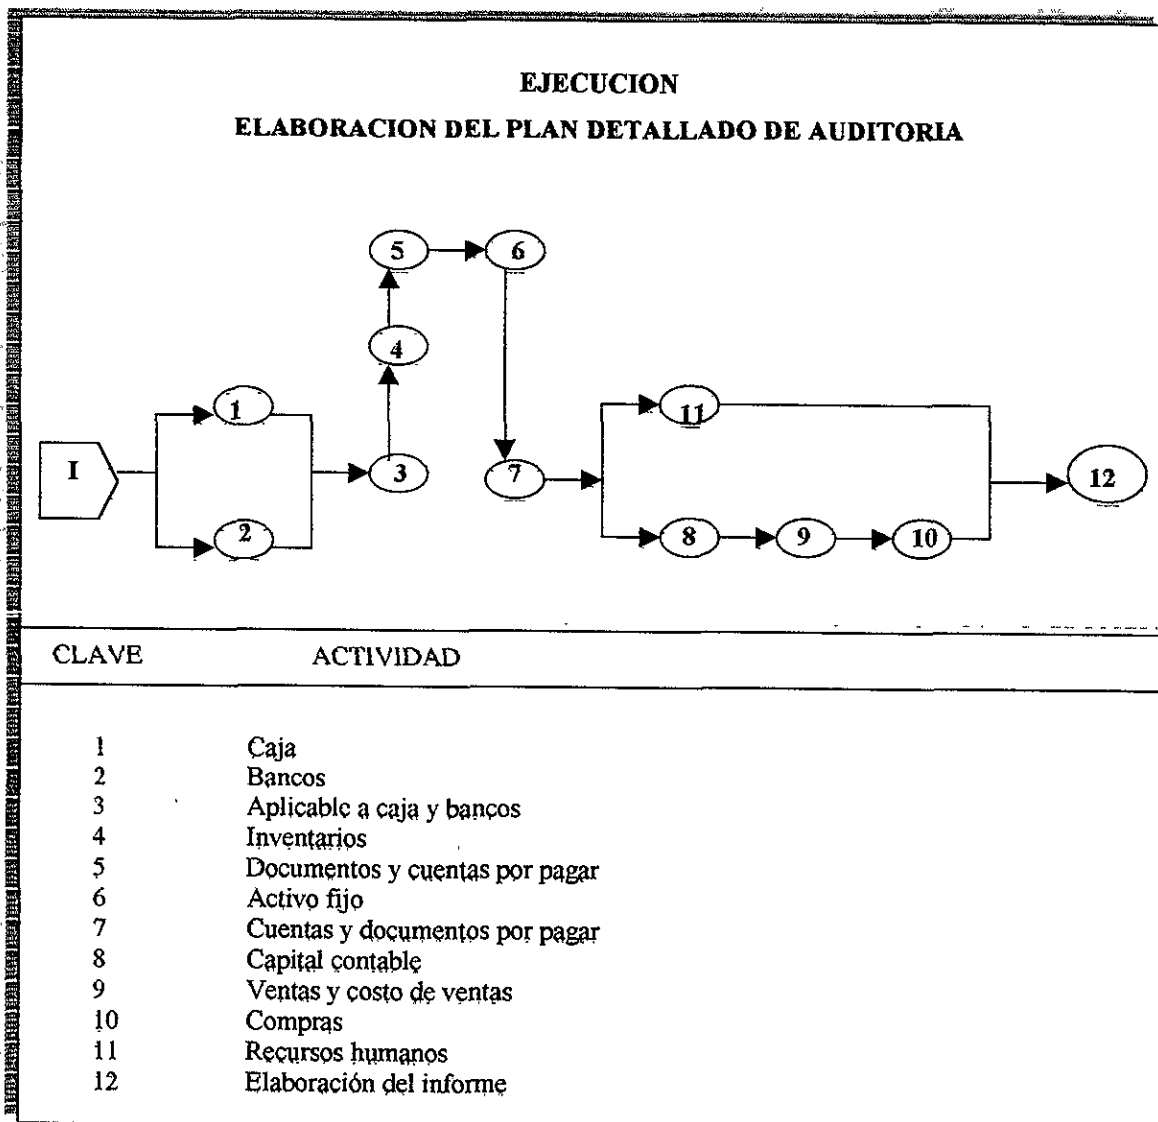 EJECUCION
ELABORACION DEL PLAN DETALLADO DE AUDITORIA
5 6
4
1
11
I 3 7 12
2 8 9 10
CLAVE ACTIVIDAD
1 Caja
2 Bancos
3 Aplicable a caja y bancos
4 Inventarios
5 Documentos y cuentas por pagar
6 Activo fijo
7 Cuentas y documentos por pagar
8 Capital contable
9 Ventas y costo de ventas
10 Compras
11 Recursos humanos
12 Elaboración del informe